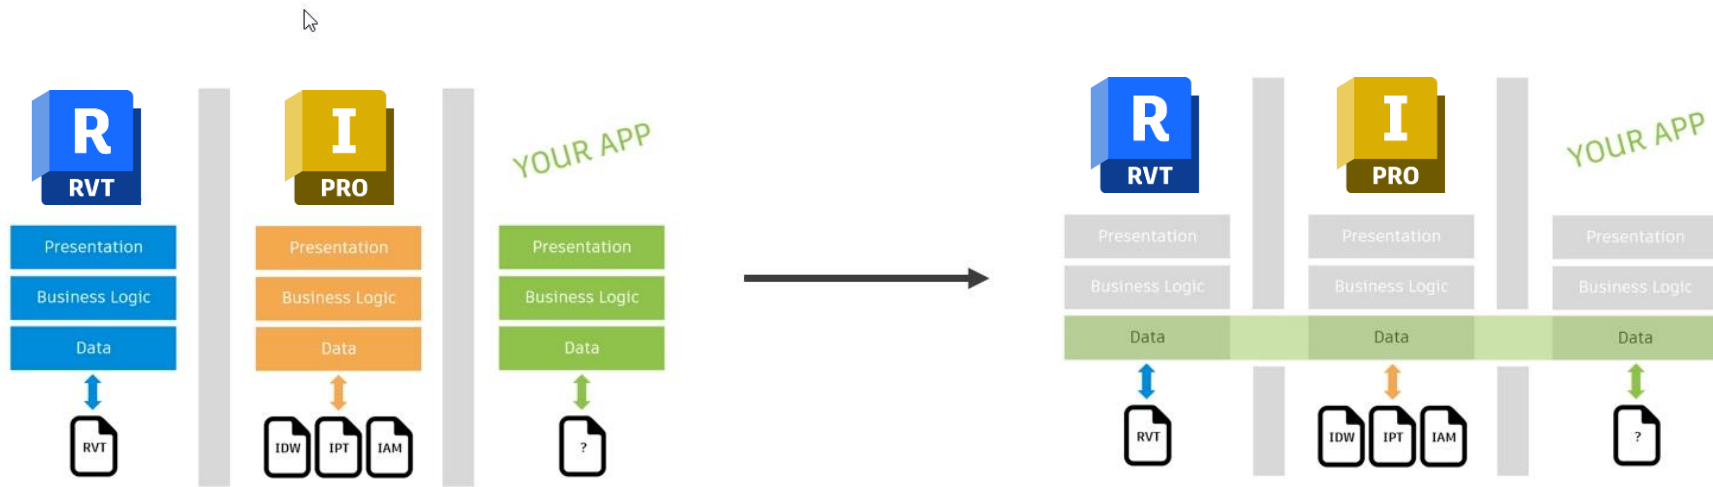 R
RVT
I
PRO
YOUR APP
Presentation
Presentation
Presentation
Business Logic
Business Logic
Business Logic
Data
Data
Data
RVT
IDW
IPT
IAM
?
R
RVT
I
PRO
YOUR APP
Presentation
Presentation
Presentation
Business Logic
Business Logic
Business Logic
Data
Data
Data
RVT
IDW
IPT
IAM
?